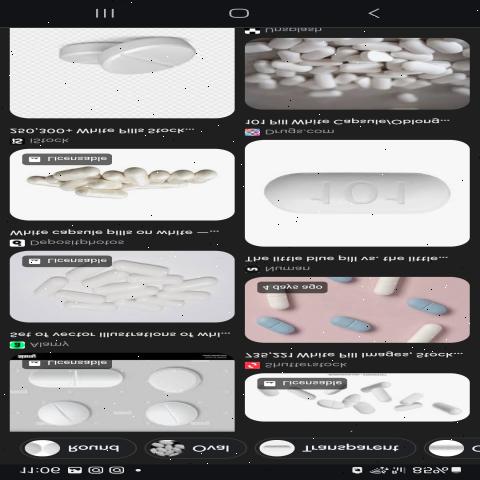 11:06 85%
Round Oval Transparent
Licensable
Alamy
Set of vector illustrations of whi...
Licensable
Depositphotos
White capsule pills on white —...
Licensable
iStock
250,300+ White Pills Stock...
Licensable
Shutterstock
735,221 White Pill Images, Stock...
4 days ago
Numan
The little blue pill vs. the little...
101
Drugs.com
101 Pill White Capsule/Oblong...
Unsplash